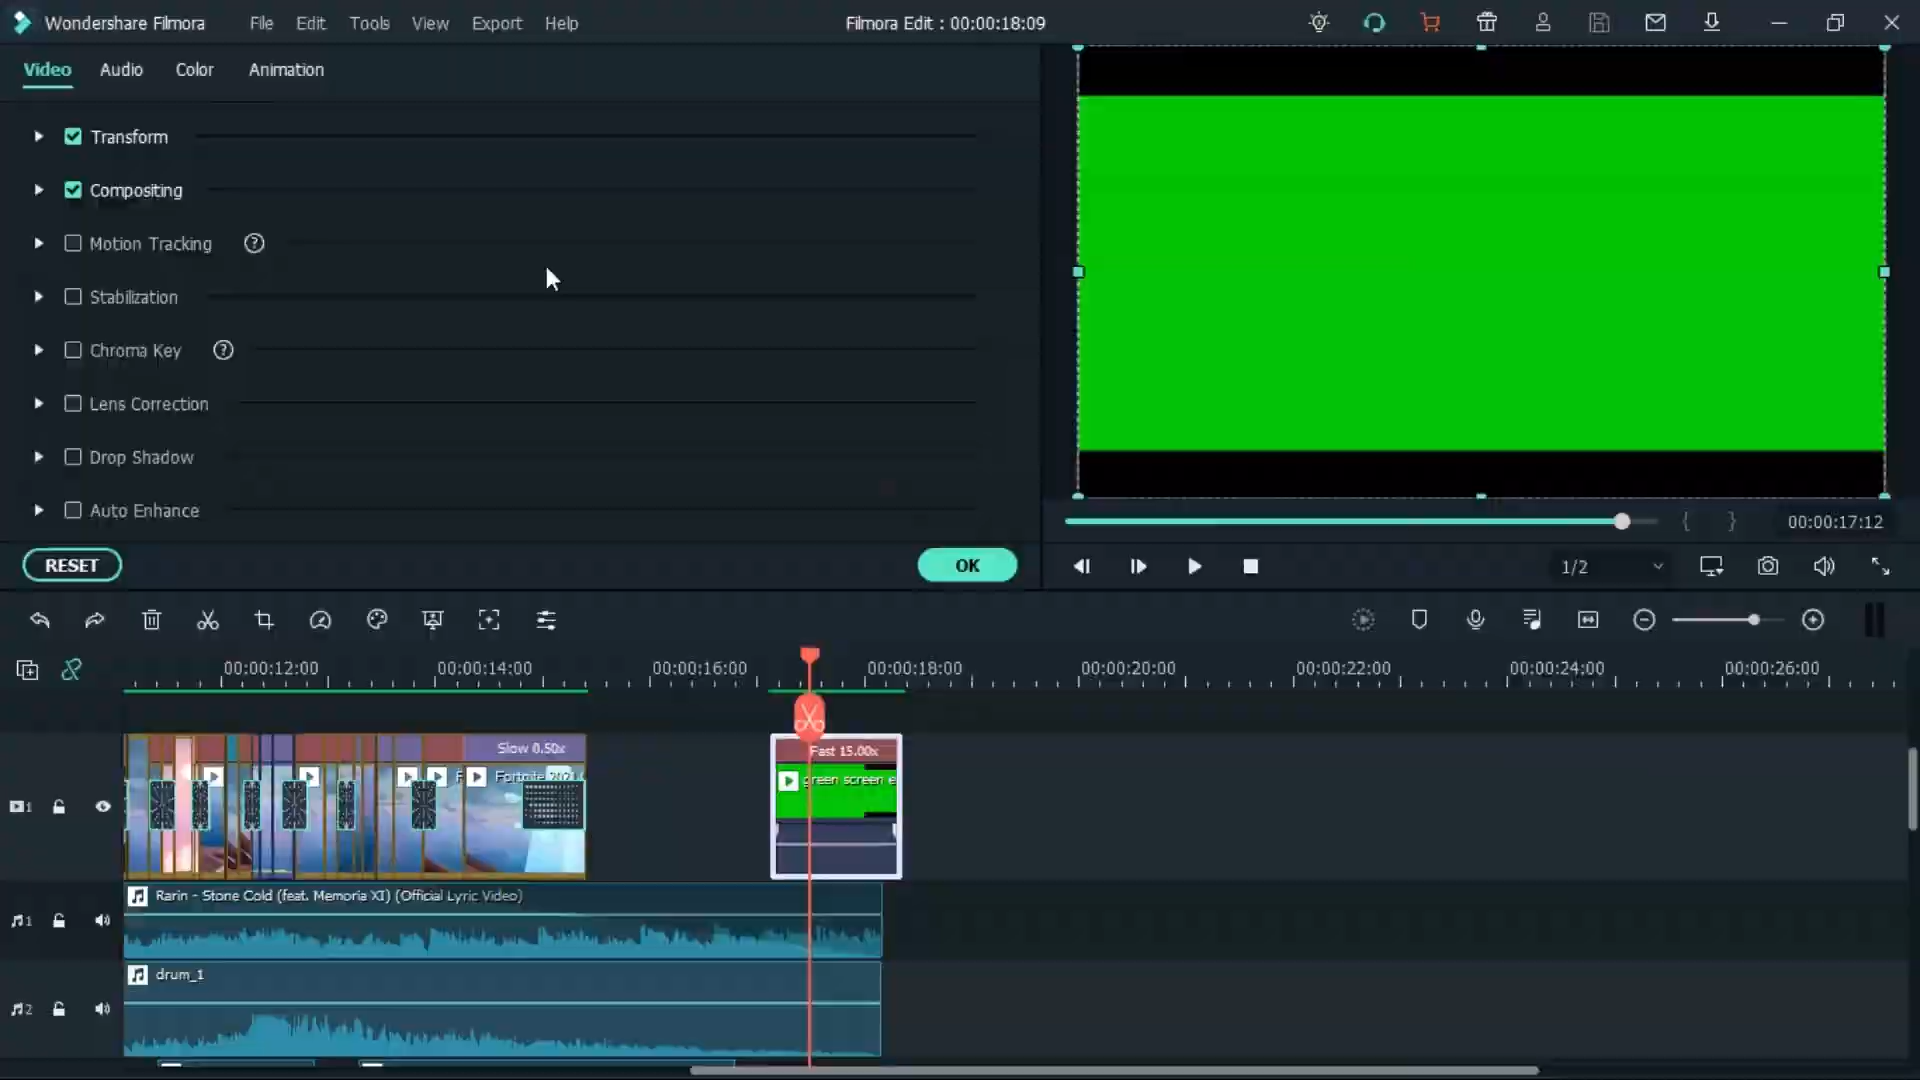 Wondershare Filmora File Edit Tools View Export Help Filmora Edit : 00:00:18:09
Video Audio Color Animation
Transform
Compositing
Motion Tracking ?
Stabilization
Chroma Key ?
Lens Correction
Drop Shadow
Auto Enhance
RESET OK
00:00:17:12
1/2
00:00:12:00 00:00:14:00 00:00:16:00 00:00:18:00 00:00:20:00 00:00:22:00 00:00:24:00 00:00:26:00
Slow 0.50x
Fast 15.00x
Fortnite 2021
green screen e
1
Rarin - Stone Cold (feat. Memoria XI) (Official Lyric Video)
1
drum_1
2